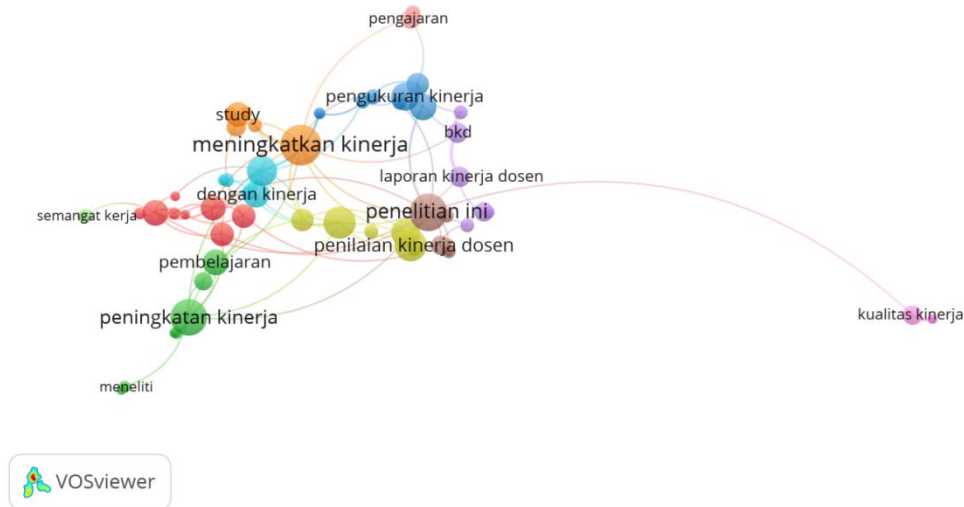 pengajaran
pengukuran kinerja
study
bkd
meningkatkan kinerja
laporan kinerja dosen
dengan kinerja
penelitian ini
semangat kerja
penilaian kinerja dosen
pembelajaran
peningkatan kinerja
kualitas kinerja
meneliti
VOSviewer